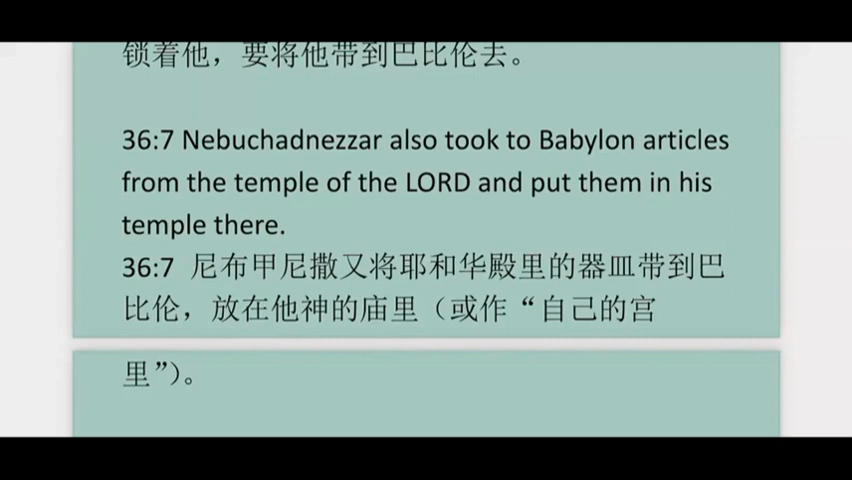 锁着他，要将他带到巴比伦去。
36:7 Nebuchadnezzar also took to Babylon articles
from the temple of the LORD and put them in his
temple there.
36:7 尼布甲尼撒又将耶和华殿里的器皿带到巴
比伦，放在他神的庙里（或作“自己的宫
里”）。